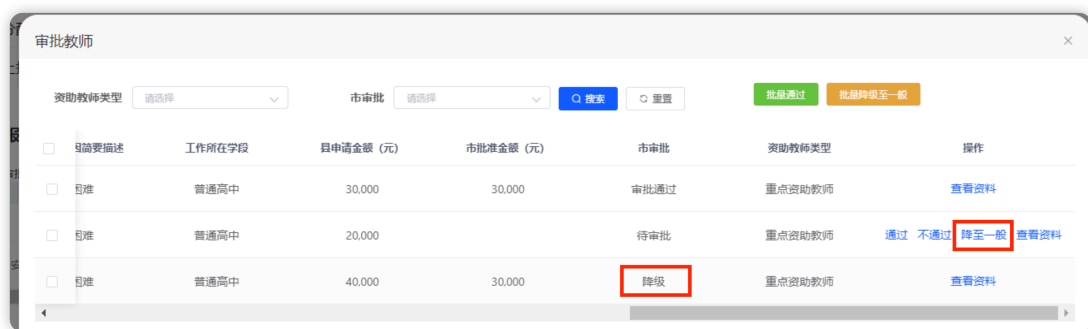 审批教师
资助教师类型 请选择 市审批 请选择 搜索 重置 批量通过 批量降级至一般
因简要描述 工作所在学段 县申请金额（元） 市批准金额（元） 市审批 资助教师类型 操作
困难 普通高中 30,000 30,000 审批通过 重点资助教师 查看资料
困难 普通高中 20,000 待审批 重点资助教师 通过 不通过 降至一般 查看资料
困难 普通高中 40,000 30,000 降级 重点资助教师 查看资料